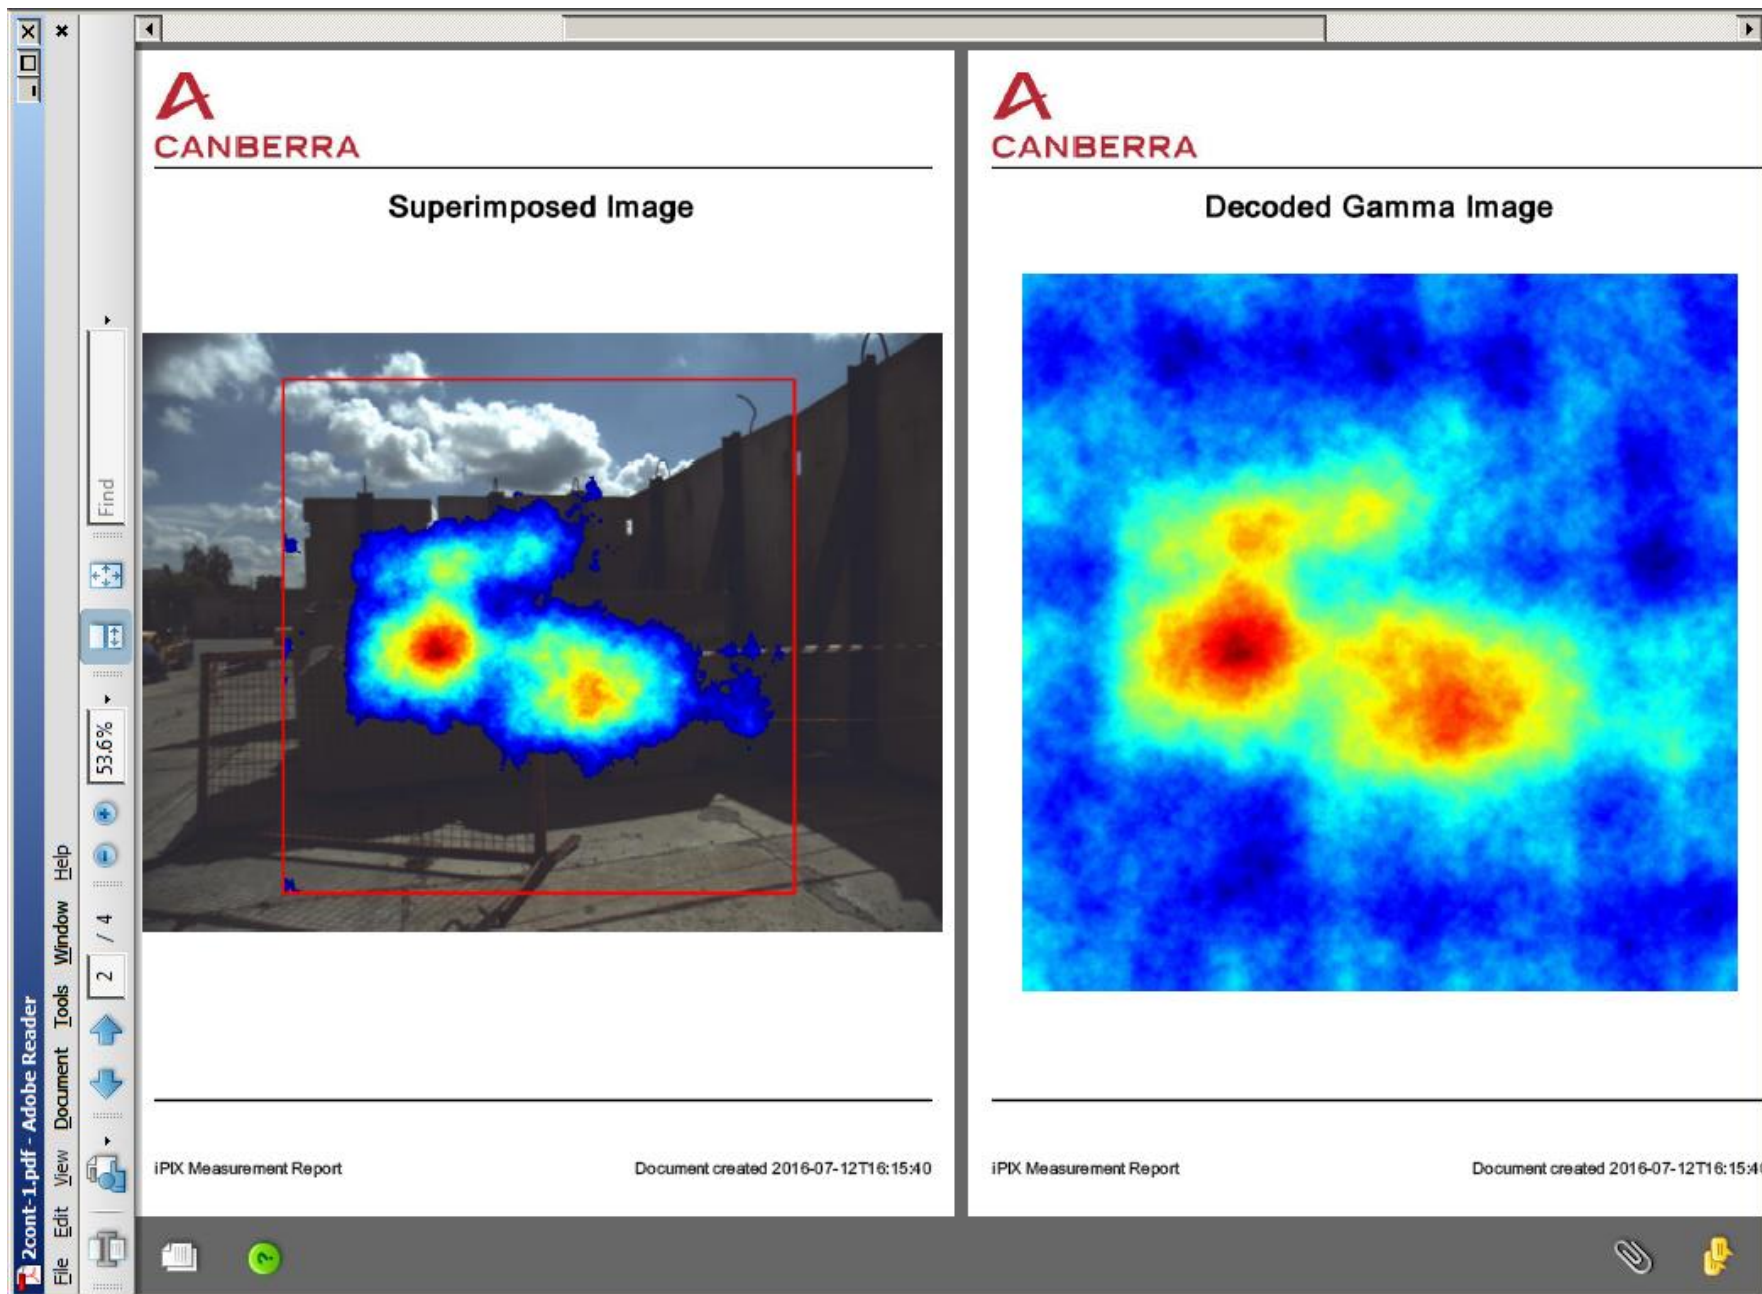 2cont-1.pdf - Adobe Reader
File Edit View Document Tools Window Help
2 / 4
53.6%
Find
CANBERRA
Superimposed Image
iPIX Measurement Report
Document created 2016-07-12T16:15:40
CANBERRA
Decoded Gamma Image
iPIX Measurement Report
Document created 2016-07-12T16:15:40